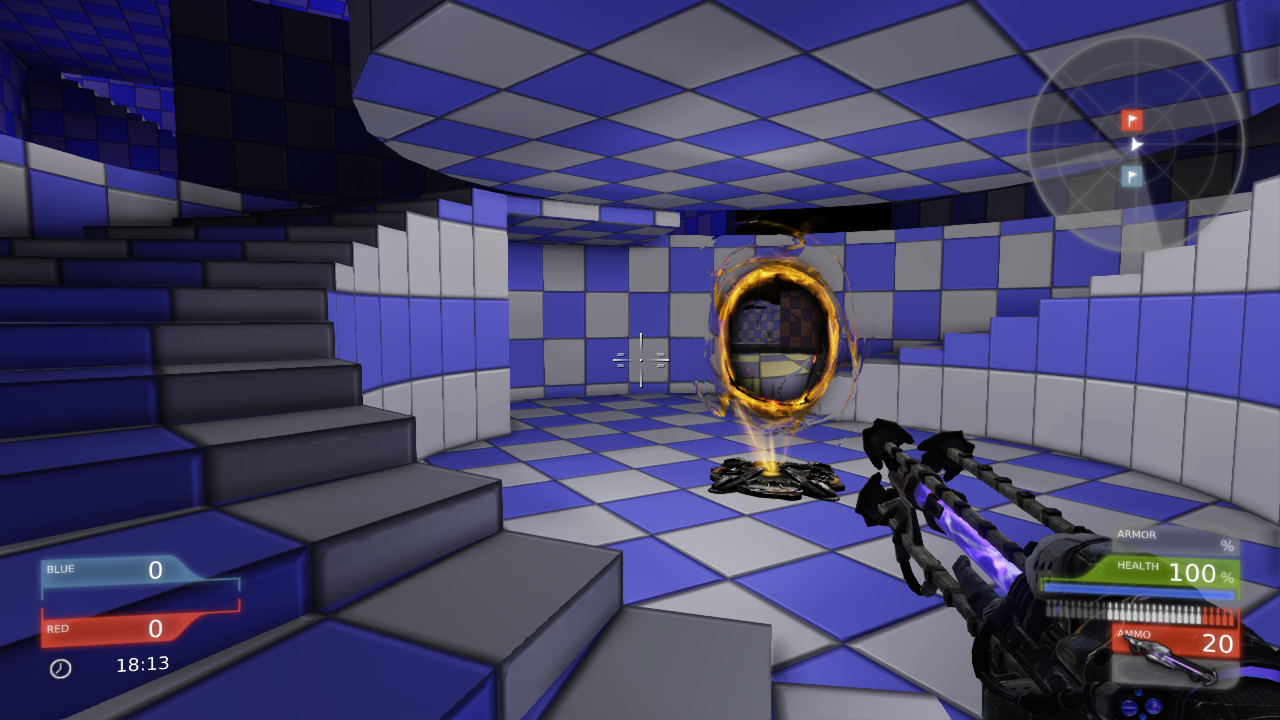 ARMOR
%
HEALTH 100 %
AMMO 20
BLUE 0
RED 0
18:13